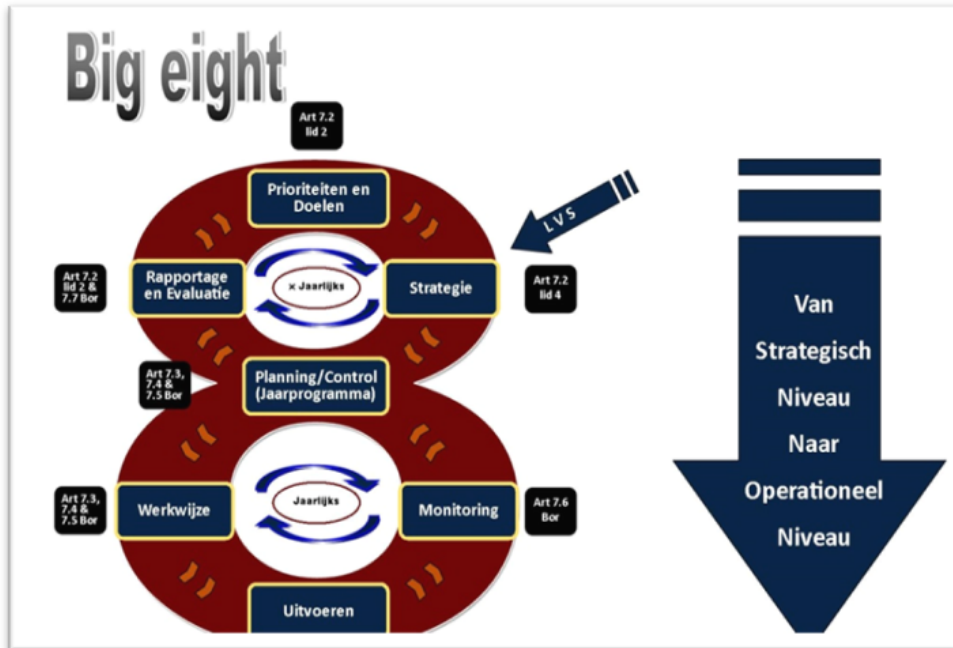 Big eight
Art 7.2
lid 2
Prioriteiten en
Doelen
L V S
Art 7.2
lid 2 &
7.7 Bor
Rapportage
en Evaluatie
x Jaarlijks
Strategie
Art 7.2
lid 4
Art 7.3,
7.4 &
7.5 Bor
Planning/Control
(Jaarprogramma)
Art 7.3,
7.4 &
7.5 Bor
Werkwijze
Jaarlijks
Monitoring
Art 7.6
Bor
Uitvoeren
Van
Strategisch
Niveau
Naar
Operationeel
Niveau